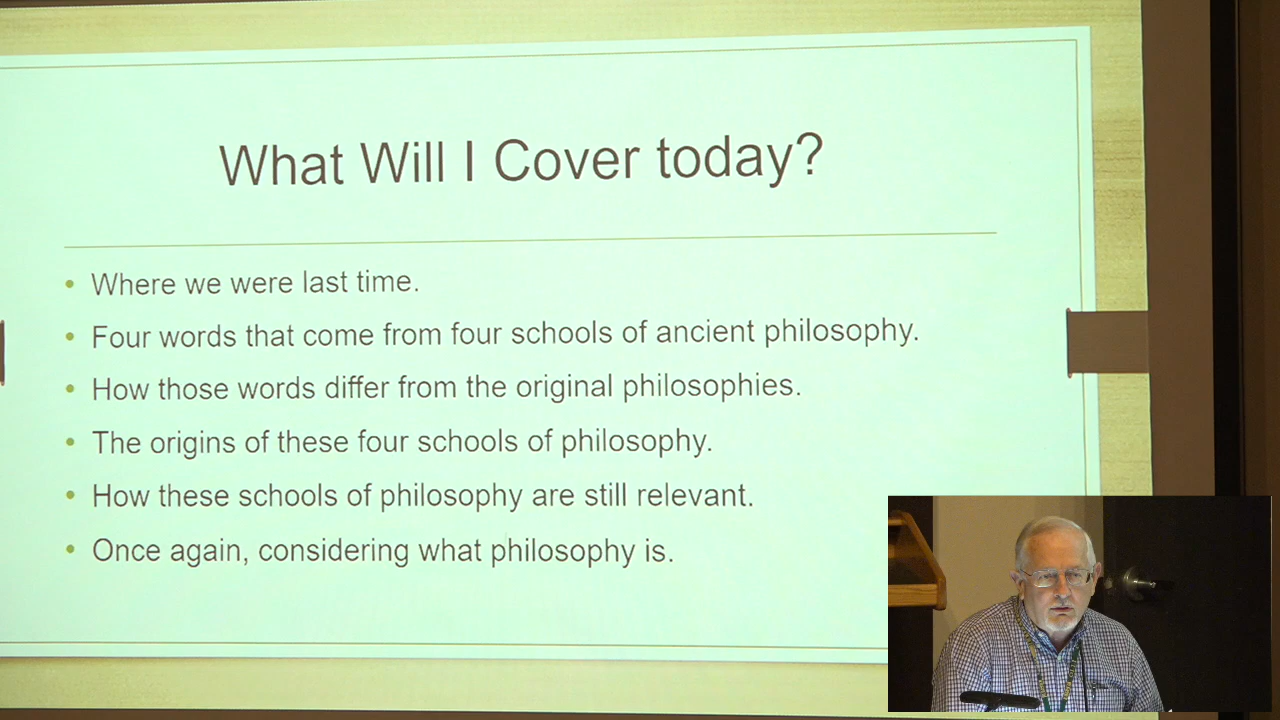 What Will I Cover today?
• Where we were last time.
• Four words that come from four schools of ancient philosophy.
• How those words differ from the original philosophies.
• The origins of these four schools of philosophy.
• How these schools of philosophy are still relevant.
• Once again, considering what philosophy is.